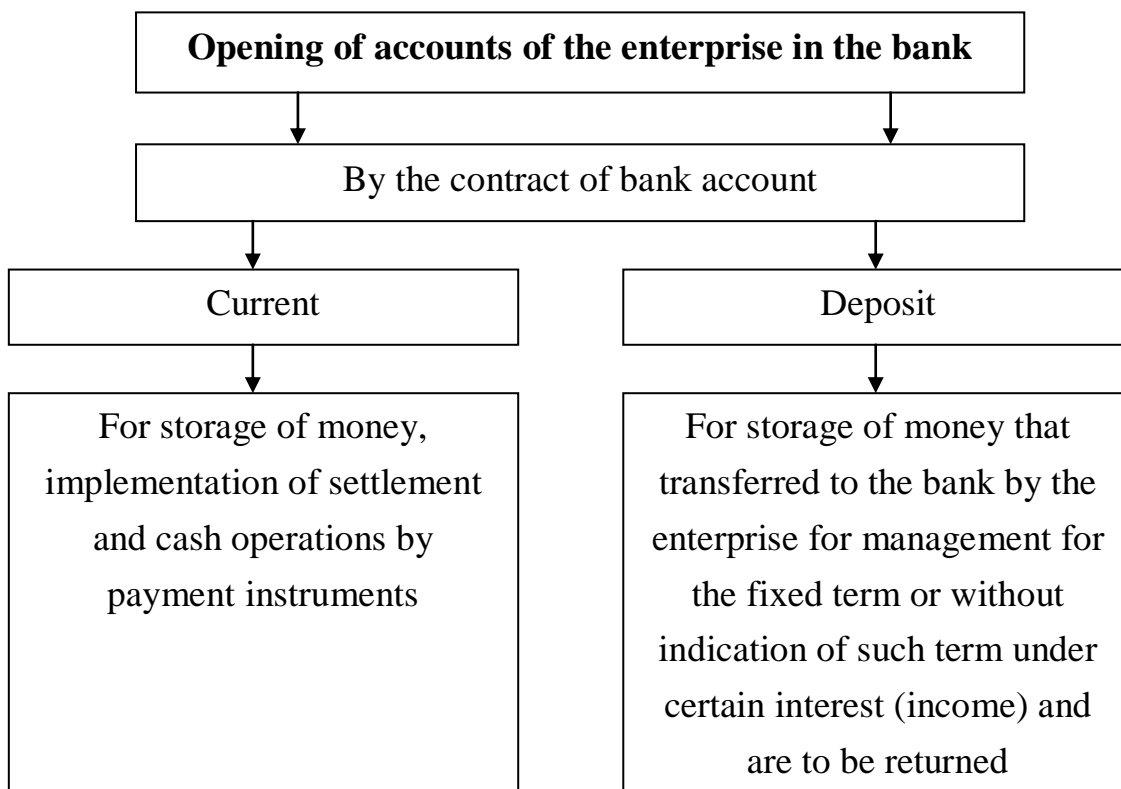 Opening of accounts of the enterprise in the bank
By the contract of bank account
Current
Deposit
For storage of money,
implementation of settlement
and cash operations by
payment instruments
For storage of money that
transferred to the bank by the
enterprise for management for
the fixed term or without
indication of such term under
certain interest (income) and
are to be returned